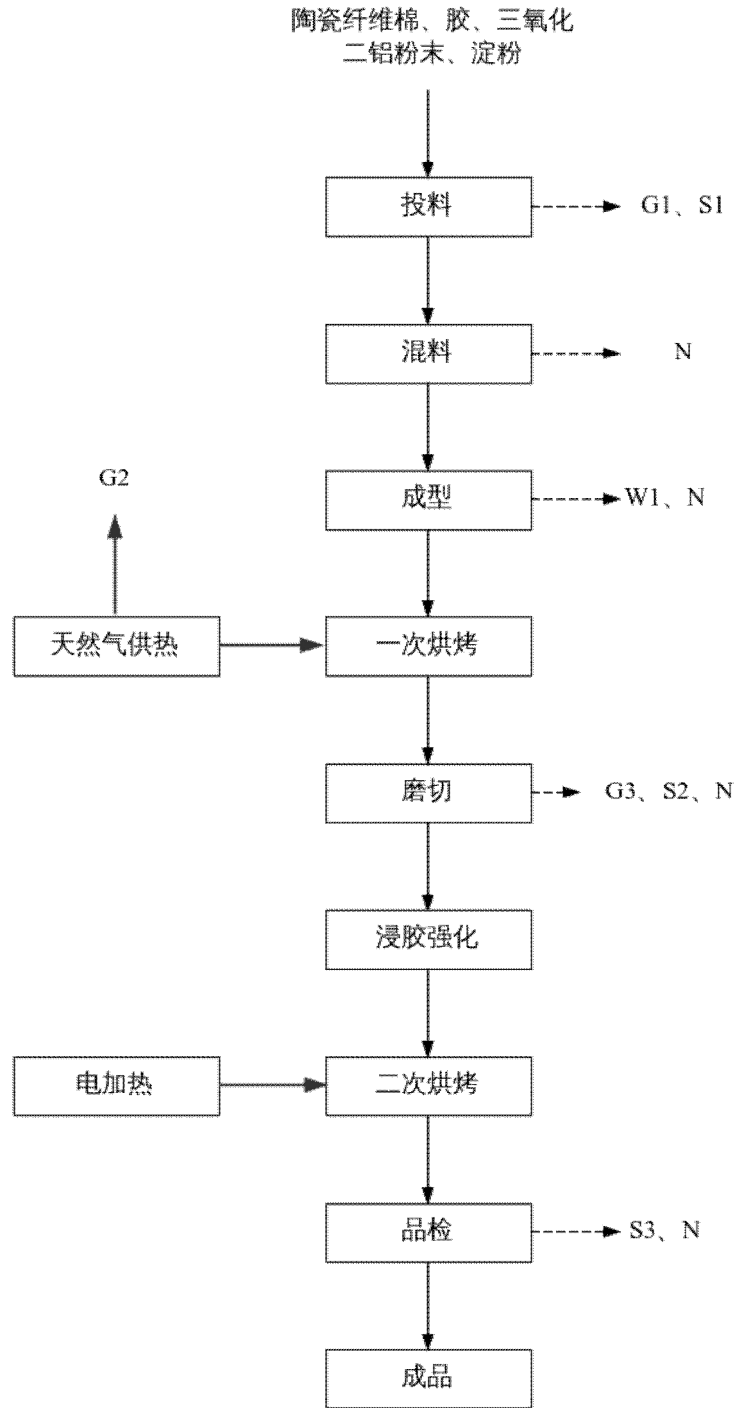 陶瓷纤维棉、胶、三氧化
二铝粉末、淀粉
投料
G1、S1
混料
N
成型
W1、N
G2
天然气供热
一次烘烤
磨切
G3、S2、N
浸胶强化
电加热
二次烘烤
品检
S3、N
成品